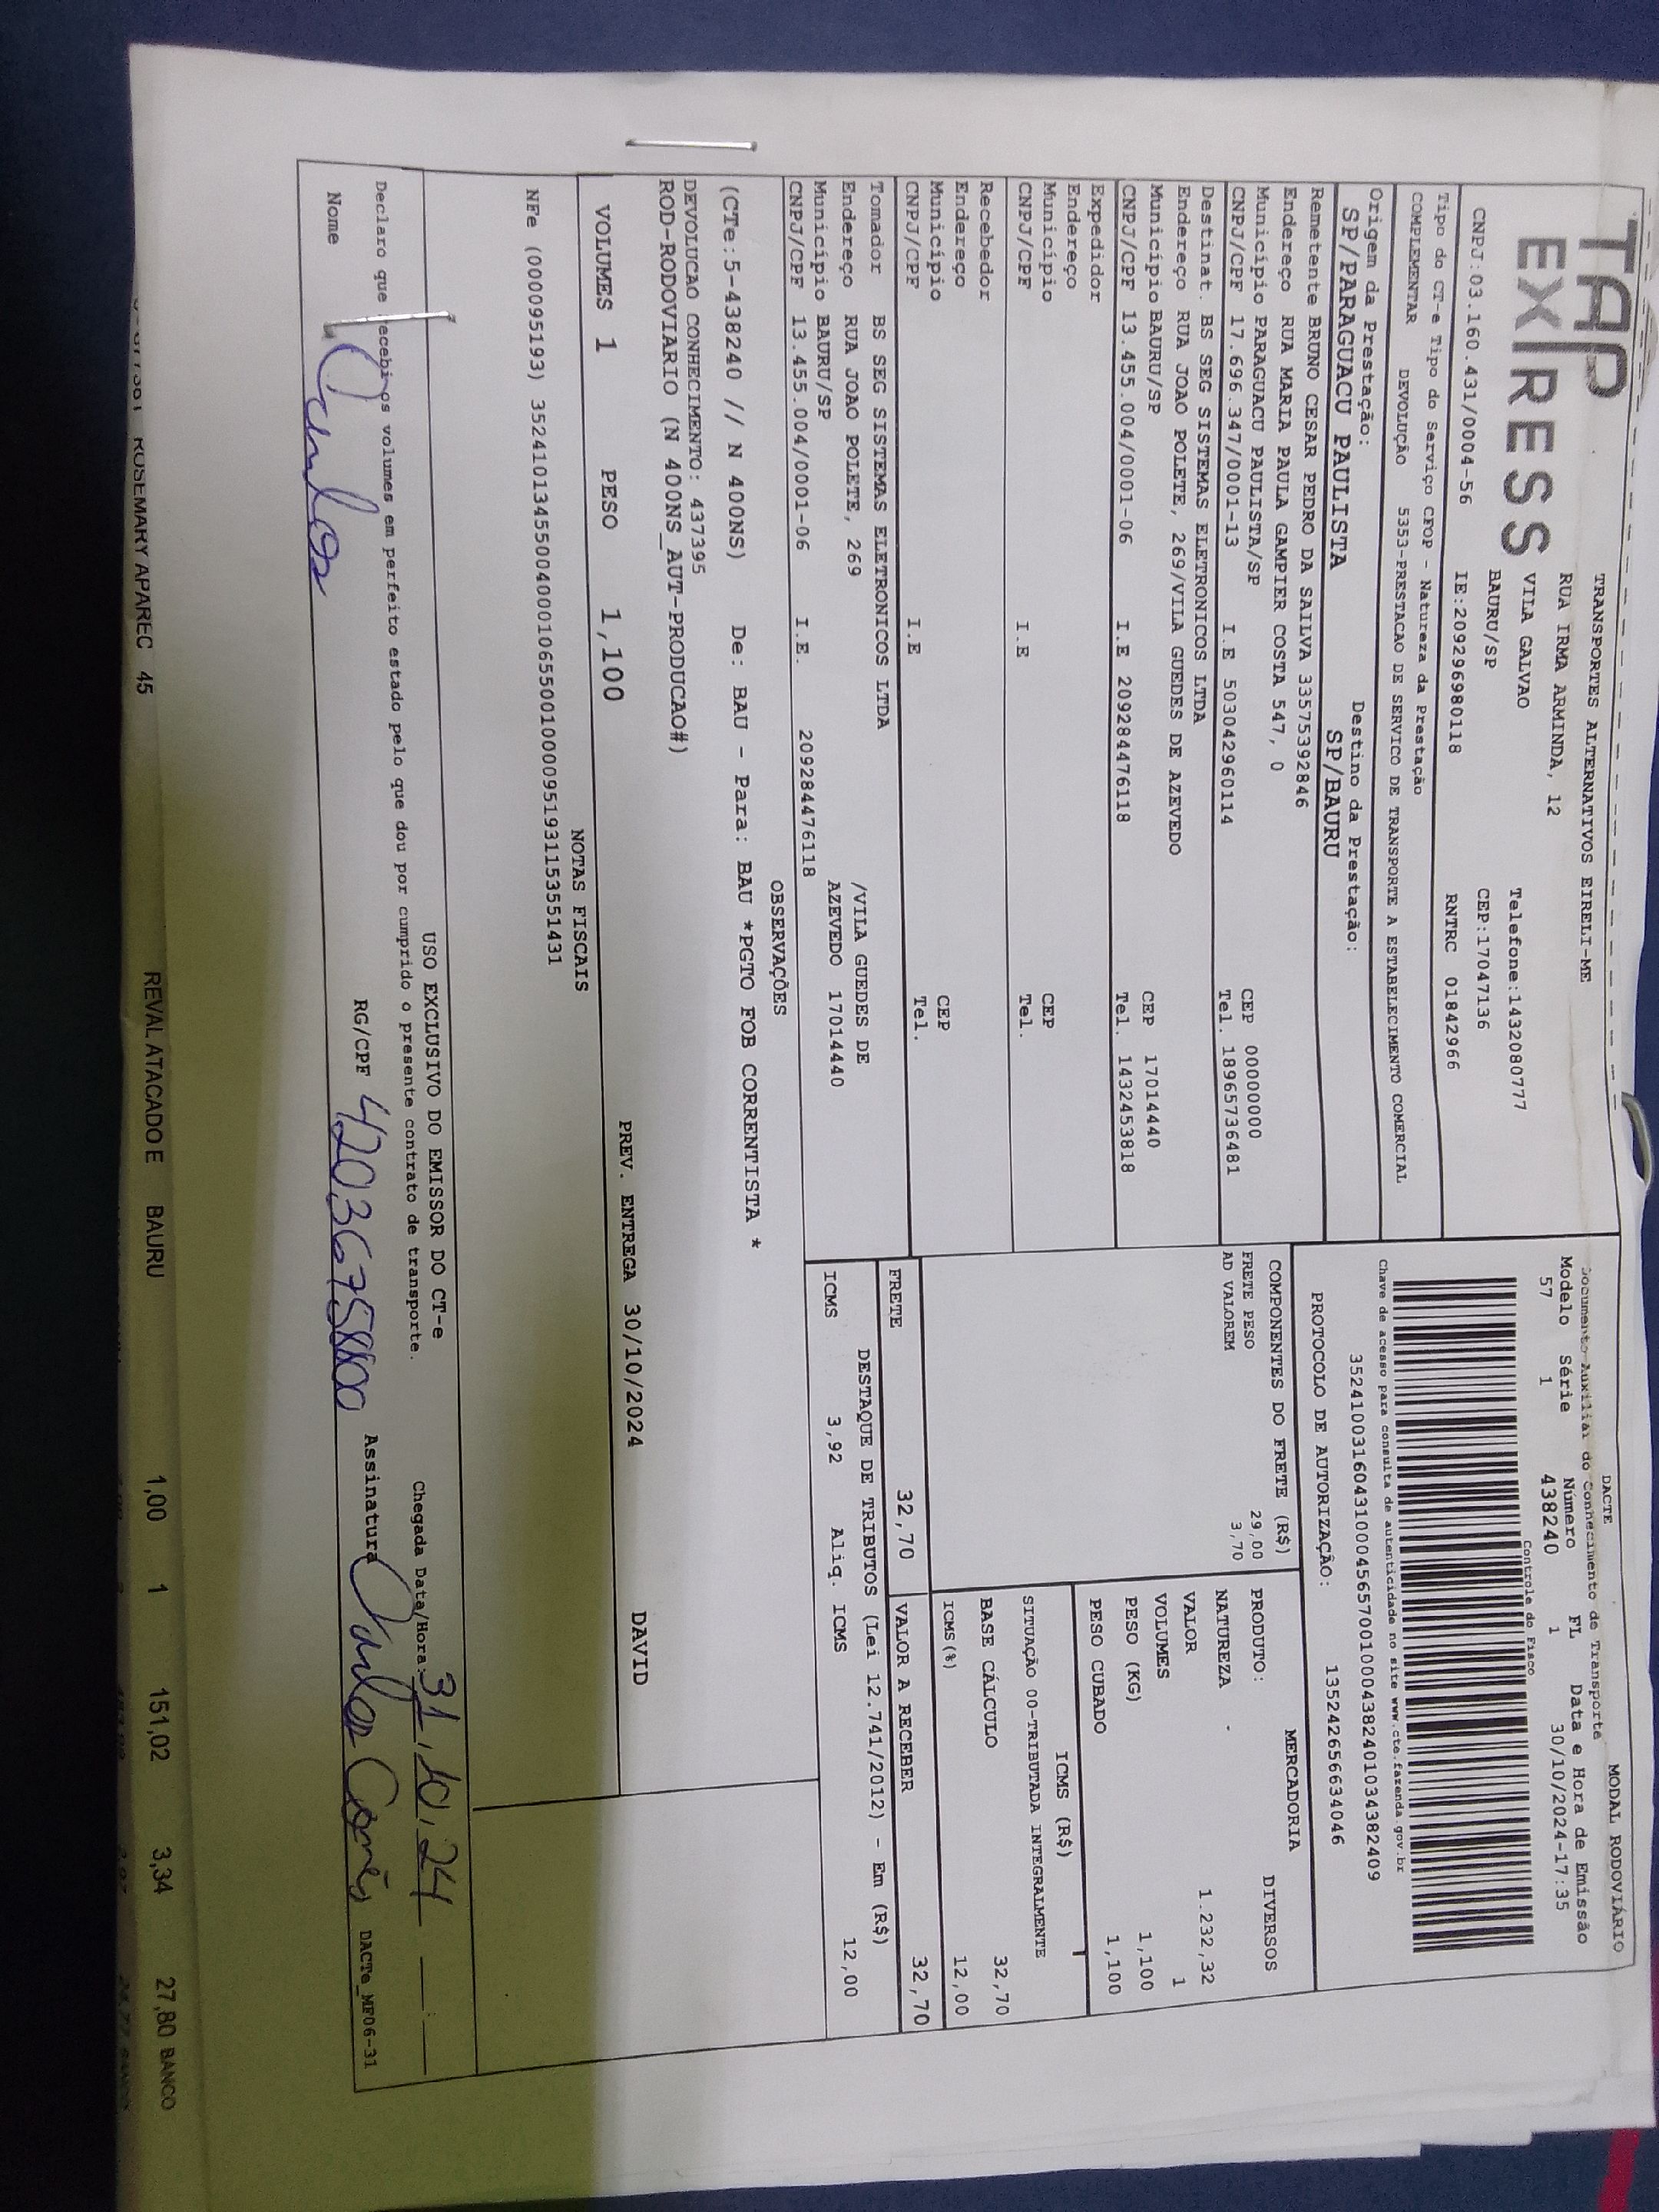 TAP
EXPRESS
TRANSPORTES ALTERNATIVOS EIRELI-ME
RUA IRMA ARMINDA, 12
VILA GALVAO Telefone:1432080777
BAURU/SP CEP:17047136
CNPJ:03.160.431/0004-56 IE:209296980118 RNTRC 01842966
DACTE MODAL RODOVIÁRIO
Documento Auxiliar do Conhecimento de Transporte
Modelo Série Número FL Data e Hora de Emissão
57 1 438240 1 30/10/2024-17:35
Controle do Fisco
Chave de acesso para consulta de autenticidade no site www.cte.fazenda.gov.br
35241003160431000456570010004382401034382409
PROTOCOLO DE AUTORIZAÇÃO: 135242656634046
Tipo do CT-e Tipo do Serviço CFOP - Natureza da Prestação
COMPLEMENTAR DEVOLUÇÃO 5353-PRESTACAO DE SERVICO DE TRANSPORTE A ESTABELECIMENTO COMERCIAL
Origem da Prestação: Destino da Prestação:
SP/PARAGUACU PAULISTA SP/BAURU
Remetente BRUNO CESAR PEDRO DA SAILVA 33575392846
Endereço RUA MARIA PAULA GAMPIER COSTA 547, 0
Município PARAGUACU PAULISTA/SP CEP 00000000
CNPJ/CPF 17.696.347/0001-13 I.E 503042960114 Tel. 18965736481
Destinat. BS SEG SISTEMAS ELETRONICOS LTDA
Endereço RUA JOAO POLETE, 269/VILA GUEDES DE AZEVEDO
Município BAURU/SP CEP 17014440
CNPJ/CPF 13.455.004/0001-06 I.E 209284476118 Tel. 1432453818
Expedidor
Endereço
Município CEP
CNPJ/CPF I.E Tel.
Recebedor
Endereço
Município CEP
CNPJ/CPF I.E Tel.
Tomador BS SEG SISTEMAS ELETRONICOS LTDA
Endereço RUA JOAO POLETE, 269 /VILA GUEDES DE
Município BAURU/SP AZEVEDO 17014440
CNPJ/CPF 13.455.004/0001-06 I.E. 209284476118
COMPONENTES DO FRETE (R$)
FRETE PESO 29,00
AD VALOREM 3,70
MERCADORIA
PRODUTO: DIVERSOS
NATUREZA .
VALOR 1.232,32
VOLUMES 1
PESO (KG) 1,100
PESO CUBADO 1,100
ICMS (R$)
SITUAÇÃO 00-TRIBUTADA INTEGRALMENTE
BASE CÁLCULO 32,70
ICMS(%) 12,00
FRETE 32,70 VALOR A RECEBER 32,70
DESTAQUE DE TRIBUTOS (Lei 12.741/2012) - Em (R$)
ICMS 3,92 Aliq. ICMS 12,00
OBSERVAÇÕES
(CTe:5-438240 // N 400NS) De: BAU - Para: BAU *PGTO FOB CORRENTISTA *
DEVOLUCAO CONHECIMENTO: 437395
ROD-RODOVIARIO (N 400NS_AUT-PRODUCAO#)
VOLUMES 1 PESO 1,100 PREV. ENTREGA 30/10/2024 DAVID
NOTAS FISCAIS
NFe (000095193) 35241013455004000106550010000951931153551431
USO EXCLUSIVO DO EMISSOR DO CT-e
Declaro que recebi os volumes em perfeito estado pelo que dou por cumprido o presente contrato de transporte. Chegada Data/Hora: 31/10/24 :
Nome Carlos RG/CPF Assinatura Carlos DACTe_MF06-31
ROSEMARY APAREC 45 REVAL ATACADO E BAURU 1,00 1 151,02 3,34 27,80 BANCO